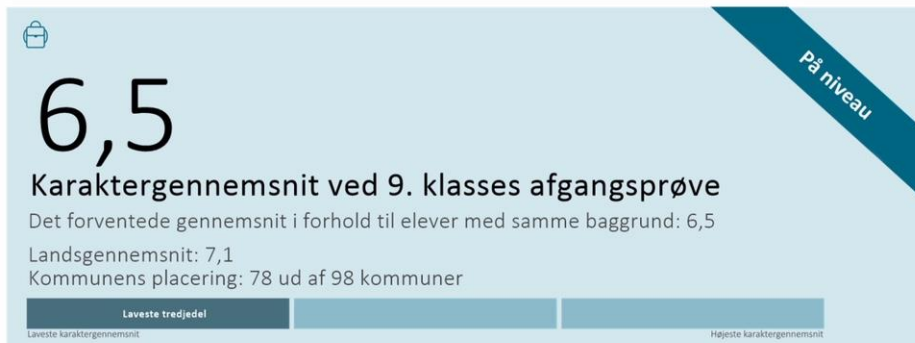 På niveau
6,5
Karaktergennemsnit ved 9. klasses afgangsprøve
Det forventede gennemsnit i forhold til elever med samme baggrund: 6,5
Landsgennemsnit: 7,1
Kommunens placering: 78 ud af 98 kommuner
Laveste tredjedel
Laveste karaktergennemsnit
Højeste karaktergennemsnit